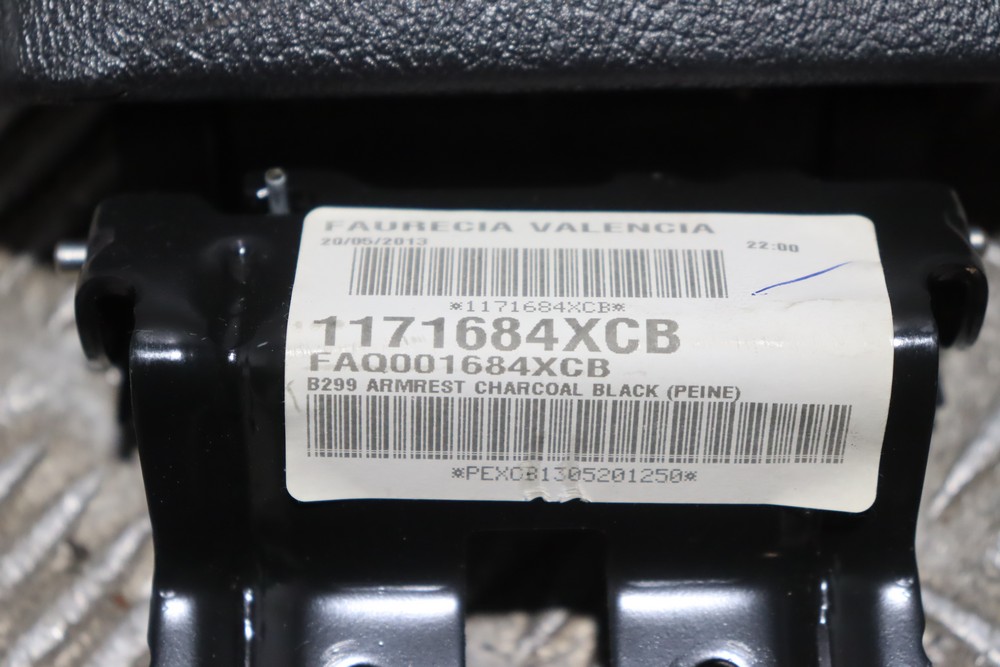 FAURECIA VALENCIA
20/05/2013 22:00
*1171684XCB*
1171684XCB
FAQ001684XCB
B299 ARMREST CHARCOAL BLACK (PEINE)
*PEXCB1305201250*